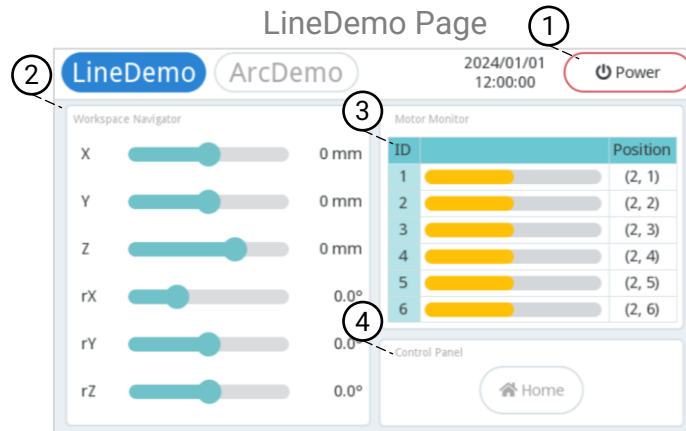 LineDemo Page
1
2
LineDemo
ArcDemo
2024/01/01
12:00:00
Power
Workspace Navigator
X
0 mm
Y
0 mm
Z
0 mm
rX
0.0°
rY
0.0°
rZ
0.0°
3
Motor Monitor
ID Position
1 (2, 1)
2 (2, 2)
3 (2, 3)
4 (2, 4)
5 (2, 5)
6 (2, 6)
4
Control Panel
Home